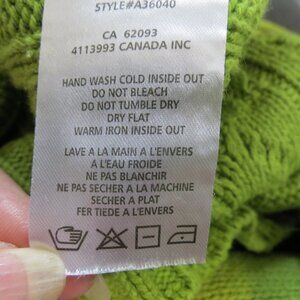 STYLE#A36040
CA 62093
4113993 CANADA INC
HAND WASH COLD INSIDE OUT
DO NOT BLEACH
DO NOT TUMBLE DRY
DRY FLAT
WARM IRON INSIDE OUT
LAVE A LA MAIN A L'ENVERS
A L'EAU FROIDE
NE PAS BLANCHIR
NE PAS SECHER A LA MACHINE
SECHER A PLAT
FER TIEDE A L'ENVERS